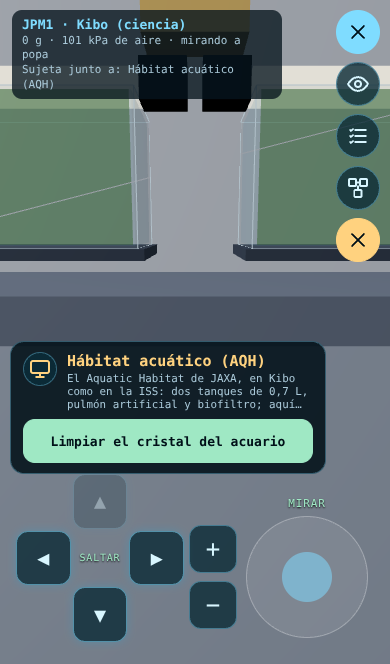 JPM1 · Kibo (ciencia)
0 g · 101 kPa de aire · mirando a
popa
Sujeta junto a: Hábitat acuático
(AQH)
Hábitat acuático (AQH)
El Aquatic Habitat de JAXA, en Kibo
como en la ISS: dos tanques de 0,7 L,
pulmón artificial y biofiltro; aquí…
Limpiar el cristal del acuario
MIRAR
SALTAR